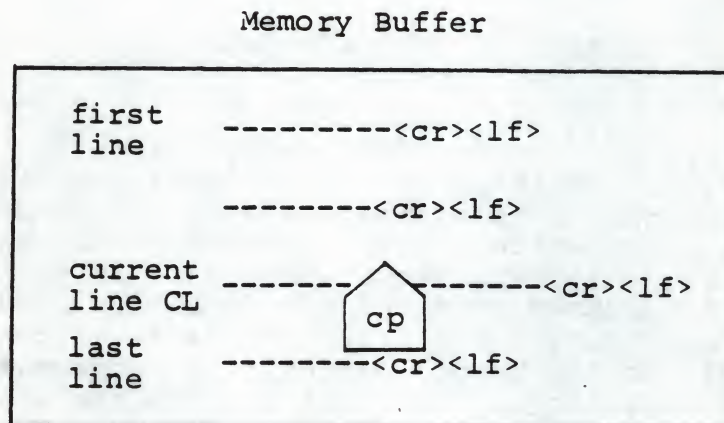 Memory Buffer
first
line ---------<cr><lf>
--------<cr><lf>
current
line CL ------ -------<cr><lf>
cp
last
line --------<cr><lf>